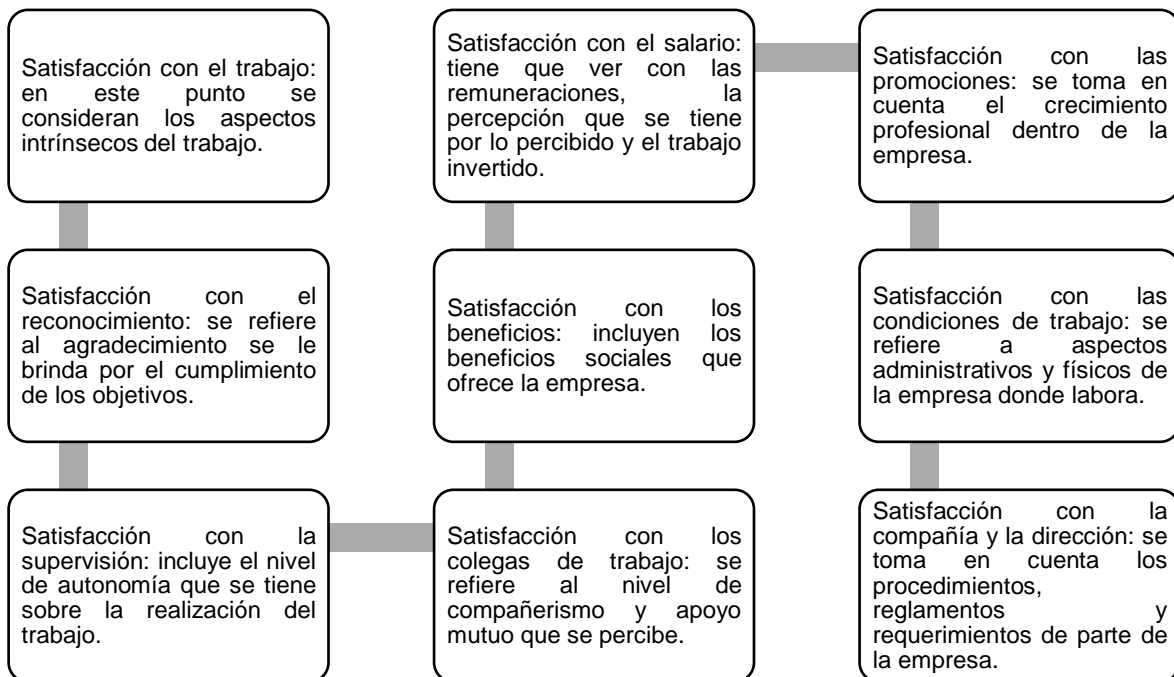 Satisfacción con el trabajo:
en este punto se
consideran los aspectos
intrínsecos del trabajo.
Satisfacción con el
reconocimiento: se refiere
al agradecimiento se le
brinda por el cumplimiento
de los objetivos.
Satisfacción con la
supervisión: incluye el nivel
de autonomía que se tiene
sobre la realización del
trabajo.
Satisfacción con los
colegas de trabajo: se
refiere al nivel de
compañerismo y apoyo
mutuo que se percibe.
Satisfacción con los
beneficios: incluyen los
beneficios sociales que
ofrece la empresa.
Satisfacción con el salario:
tiene que ver con las
remuneraciones, la
percepción que se tiene
por lo percibido y el trabajo
invertido.
Satisfacción con las
promociones: se toma en
cuenta el crecimiento
profesional dentro de la
empresa.
Satisfacción con las
condiciones de trabajo: se
refiere a aspectos
administrativos y físicos de
la empresa donde labora.
Satisfacción con la
compañía y la dirección: se
toma en cuenta los
procedimientos,
reglamentos y
requerimientos de parte de
la empresa.